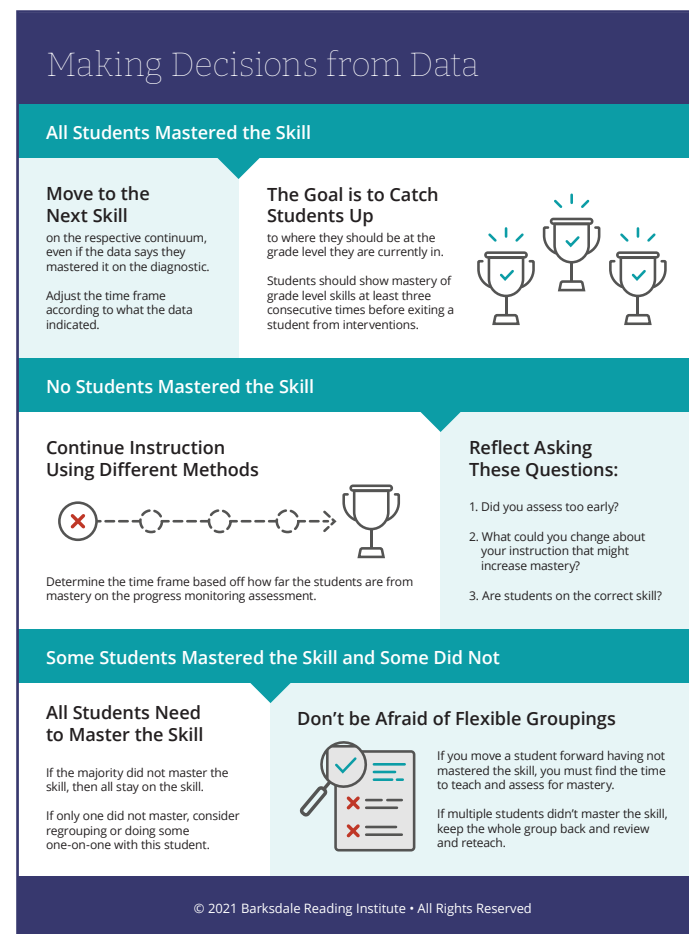 Making Decisions from Data
All Students Mastered the Skill
Move to the
Next Skill
on the respective continuum,
even if the data says they
mastered it on the diagnostic.
Adjust the time frame
according to what the data
indicated.
The Goal is to Catch
Students Up
to where they should be at the
grade level they are currently in.
Students should show mastery of
grade level skills at least three
consecutive times before exiting a
student from interventions.
No Students Mastered the Skill
Continue Instruction
Using Different Methods
Determine the time frame based off how far the students are from
mastery on the progress monitoring assessment.
Reflect Asking
These Questions:
1. Did you assess too early?
2. What could you change about
your instruction that might
increase mastery?
3. Are students on the correct skill?
Some Students Mastered the Skill and Some Did Not
All Students Need
to Master the Skill
If the majority did not master the
skill, then all stay on the skill.
If only one did not master, consider
regrouping or doing some
one-on-one with this student.
Don’t be Afraid of Flexible Groupings
If you move a student forward having not
mastered the skill, you must find the time
to teach and assess for mastery.
If multiple students didn’t master the skill,
keep the whole group back and review
and reteach.
© 2021 Barksdale Reading Institute • All Rights Reserved